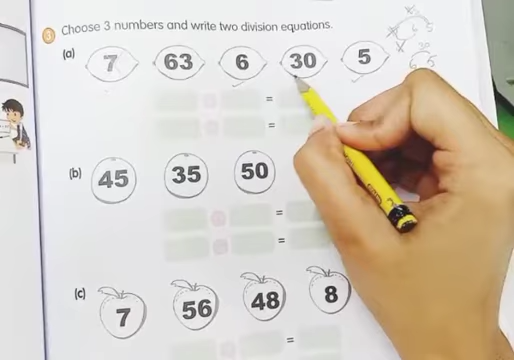 3 Choose 3 numbers and write two division equations.
(a) 7 63 6 30 5
=
=
(b) 45 35 50
=
=
(c) 7 56 48 8
=